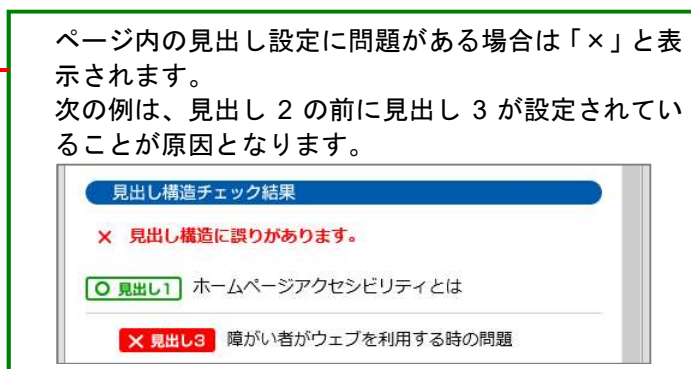 ページ内の見出し設定に問題がある場合は「×」と表
示されます。
次の例は、見出し 2 の前に見出し 3 が設定されてい
ることが原因となります。
見出し構造チェック結果
× 見出し構造に誤りがあります。
○ 見出し1 ホームページアクセシビリティとは
× 見出し3 障がい者がウェブを利用する時の問題